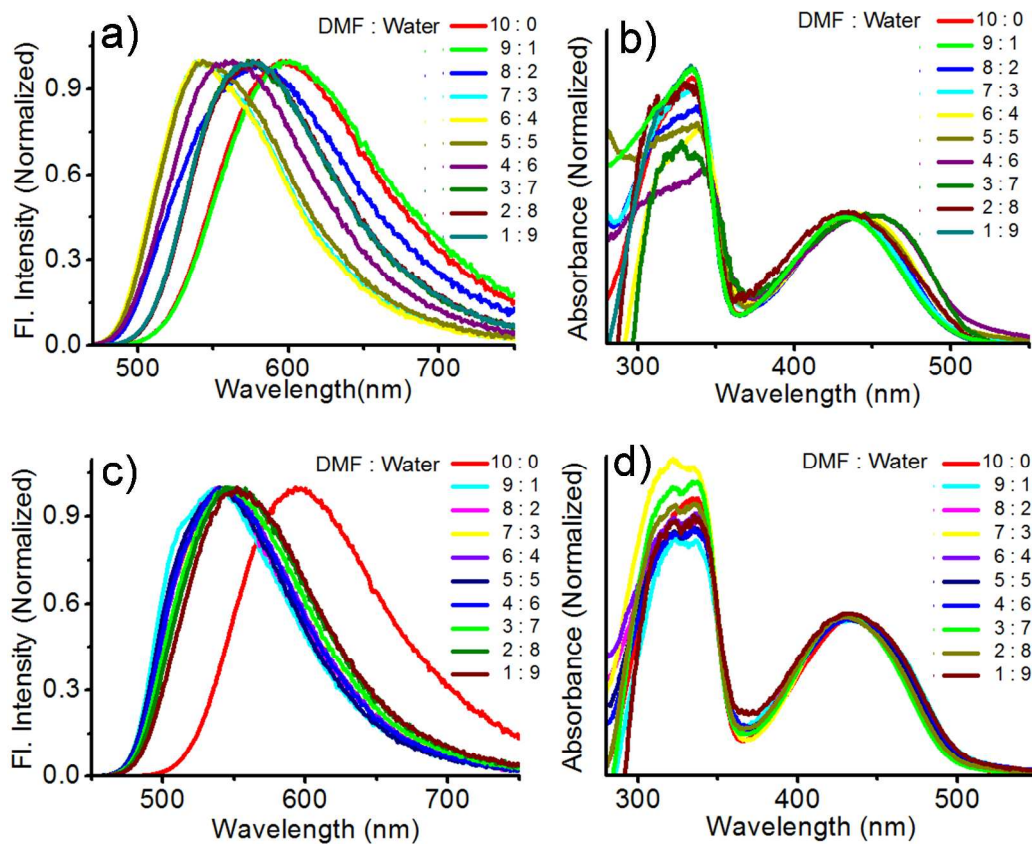 a)
DMF : Water
10 : 0
9 : 1
8 : 2
7 : 3
6 : 4
5 : 5
4 : 6
3 : 7
2 : 8
1 : 9
Fl. Intensity (Normalized)
0.9
0.6
0.3
0.0
500 600 700
Wavelength(nm)
b)
DMF : Water
10 : 0
9 : 1
8 : 2
7 : 3
6 : 4
5 : 5
4 : 6
3 : 7
2 : 8
1 : 9
Absorbance (Normalized)
300 400 500
Wavelength (nm)
c)
DMF : Water
10 : 0
9 : 1
8 : 2
7 : 3
6 : 4
5 : 5
4 : 6
3 : 7
2 : 8
1 : 9
Fl. Intensity (Normalized)
0.9
0.6
0.3
0.0
500 600 700
Wavelength (nm)
d)
DMF : Water
10 : 0
9 : 1
8 : 2
7 : 3
6 : 4
5 : 5
4 : 6
3 : 7
2 : 8
1 : 9
Absorbance (Normalized)
300 400 500
Wavelength (nm)